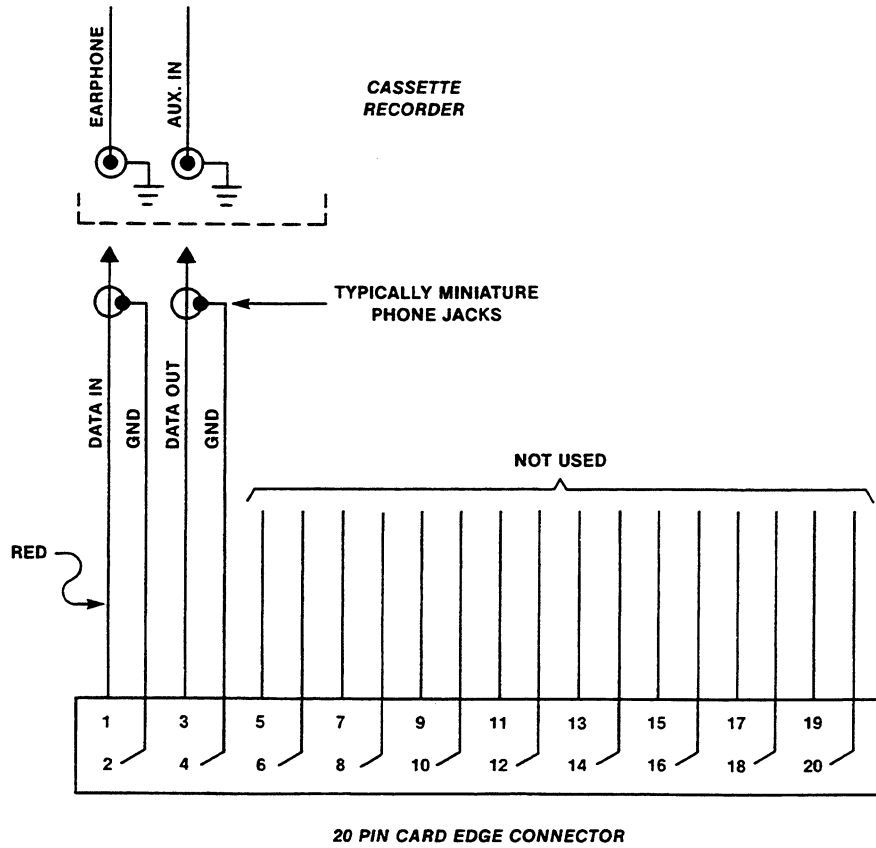 EARPHONE
AUX. IN
CASSETTE
RECORDER
TYPICALLY MINIATURE
PHONE JACKS
DATA IN
GND
DATA OUT
GND
NOT USED
RED
1 3 5 7 9 11 13 15 17 19
2 4 6 8 10 12 14 16 18 20
20 PIN CARD EDGE CONNECTOR